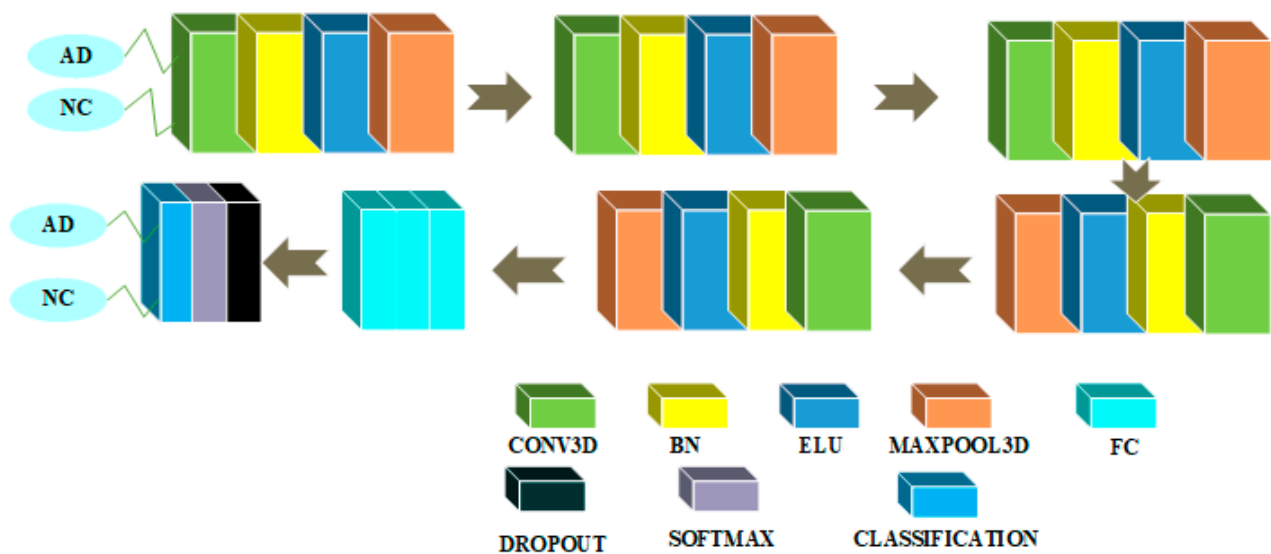 AD
NC
AD
NC
CONV3D BN ELU MAXPOOL3D FC
DROPOUT SOFTMAX CLASSIFICATION